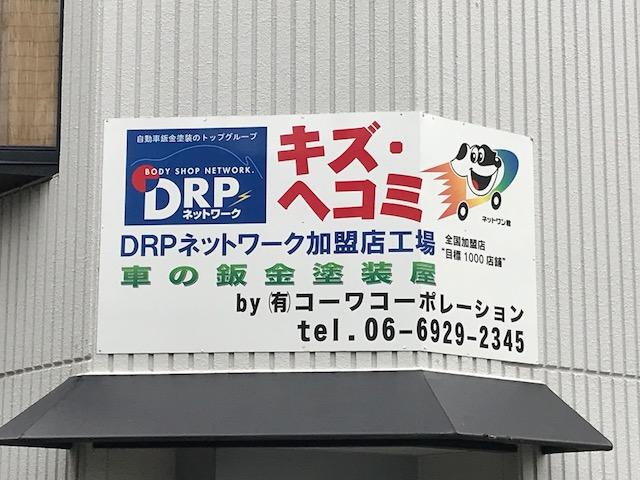 自動車鈑金塗装のトップグループ
BODY SHOP NETWORK.
DRP
ネットワーク
キズ・
ヘコミ
ネットワン君
DRPネットワーク加盟店工場
全国加盟店
"目標1000店舗"
車の鈑金塗装屋
by ㈲コーワコーポレーション
tel.06-6929-2345